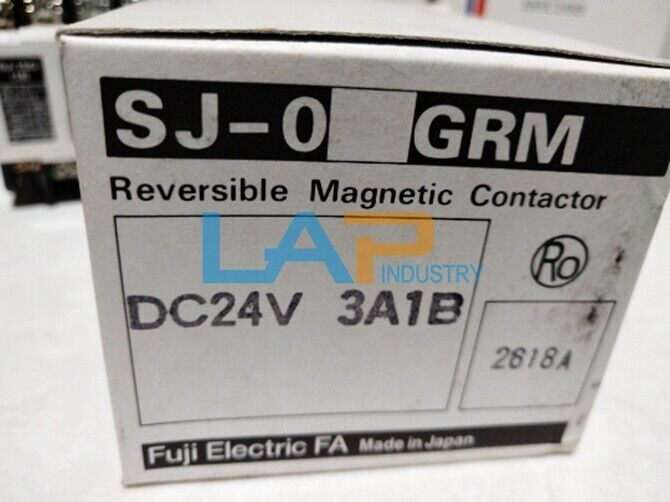 SJ-0 GRM
Reversible Magnetic Contactor
LAP
INDUSTRY
Ro
DC24V 3A1B
2618A
Fuji Electric FA Made in Japan